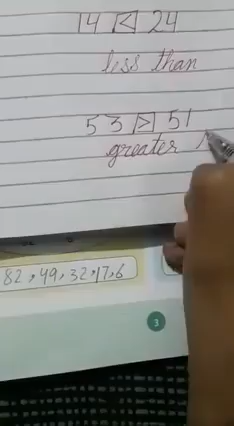 14 < 24
less than
53 > 51
greater
82, 49, 32, 17, 6
3